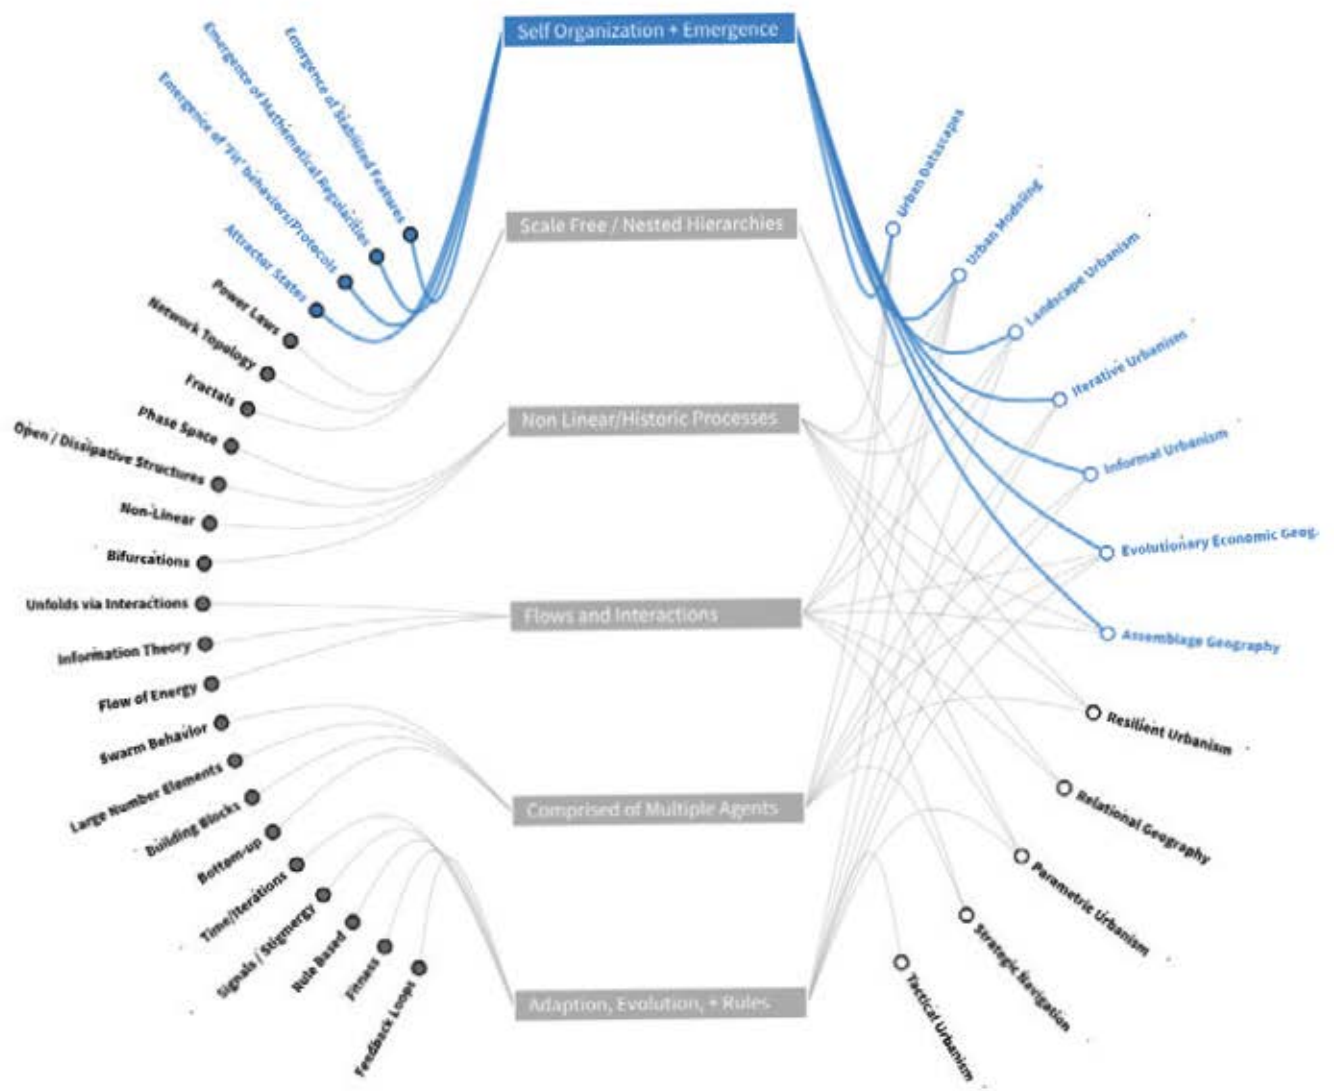 Self Organization + Emergence
Scale Free / Nested Hierarchies
Non Linear/Historic Processes
Flows and Interactions
Comprised of Multiple Agents
Adaption, Evolution, + Rules
Emergence of Stabilized Features
Emergence of Mathematical Regularities
Emergence of "Fit" behaviors/Protocols
Attractor States
Power Laws
Network Topology
Fractals
Phase Space
Open / Dissipative Structures
Non-Linear
Bifurcations
Unfolds via Interactions
Information Theory
Flow of Energy
Swarm Behavior
Large Number Elements
Building Blocks
Bottom-up
Time/Iterations
Signals / Stigmergy
Rule Based
Fitness
Feedback Loops
Urban Datascapes
Urban Modeling
Landscape Urbanism
Iterative Urbanism
Informal Urbanism
Evolutionary Economic Geog.
Assemblage Geography
Resilient Urbanism
Relational Geography
Parametric Urbanism
Strategic Navigation
Tactical Urbanism